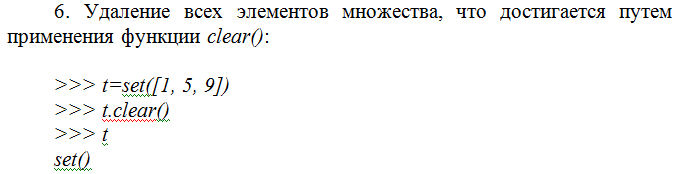 6. Удаление всех элементов множества, что достигается путем
применения функции clear():
>>> t=set([1, 5, 9])
>>> t.clear()
>>> t
set()